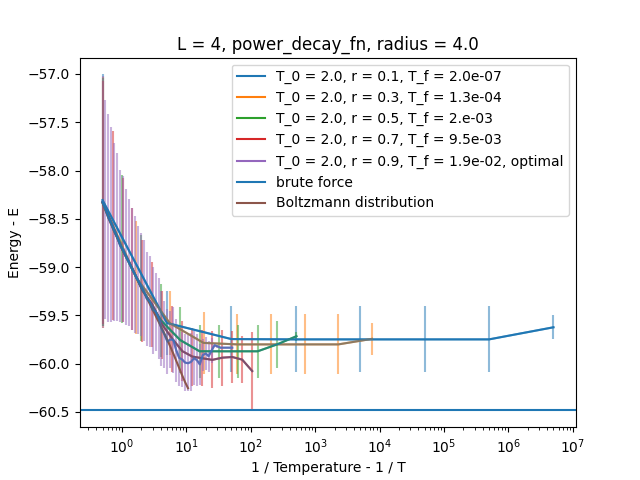 L = 4, power_decay_fn, radius = 4.0
T_0 = 2.0, r = 0.1, T_f = 2.0e-07
T_0 = 2.0, r = 0.3, T_f = 1.3e-04
T_0 = 2.0, r = 0.5, T_f = 2.e-03
T_0 = 2.0, r = 0.7, T_f = 9.5e-03
T_0 = 2.0, r = 0.9, T_f = 1.9e-02, optimal
brute force
Boltzmann distribution
Energy - E
−57.0
−57.5
−58.0
−58.5
−59.0
−59.5
−60.0
−60.5
10⁰ 10¹ 10² 10³ 10⁴ 10⁵ 10⁶ 10⁷
1 / Temperature - 1 / T